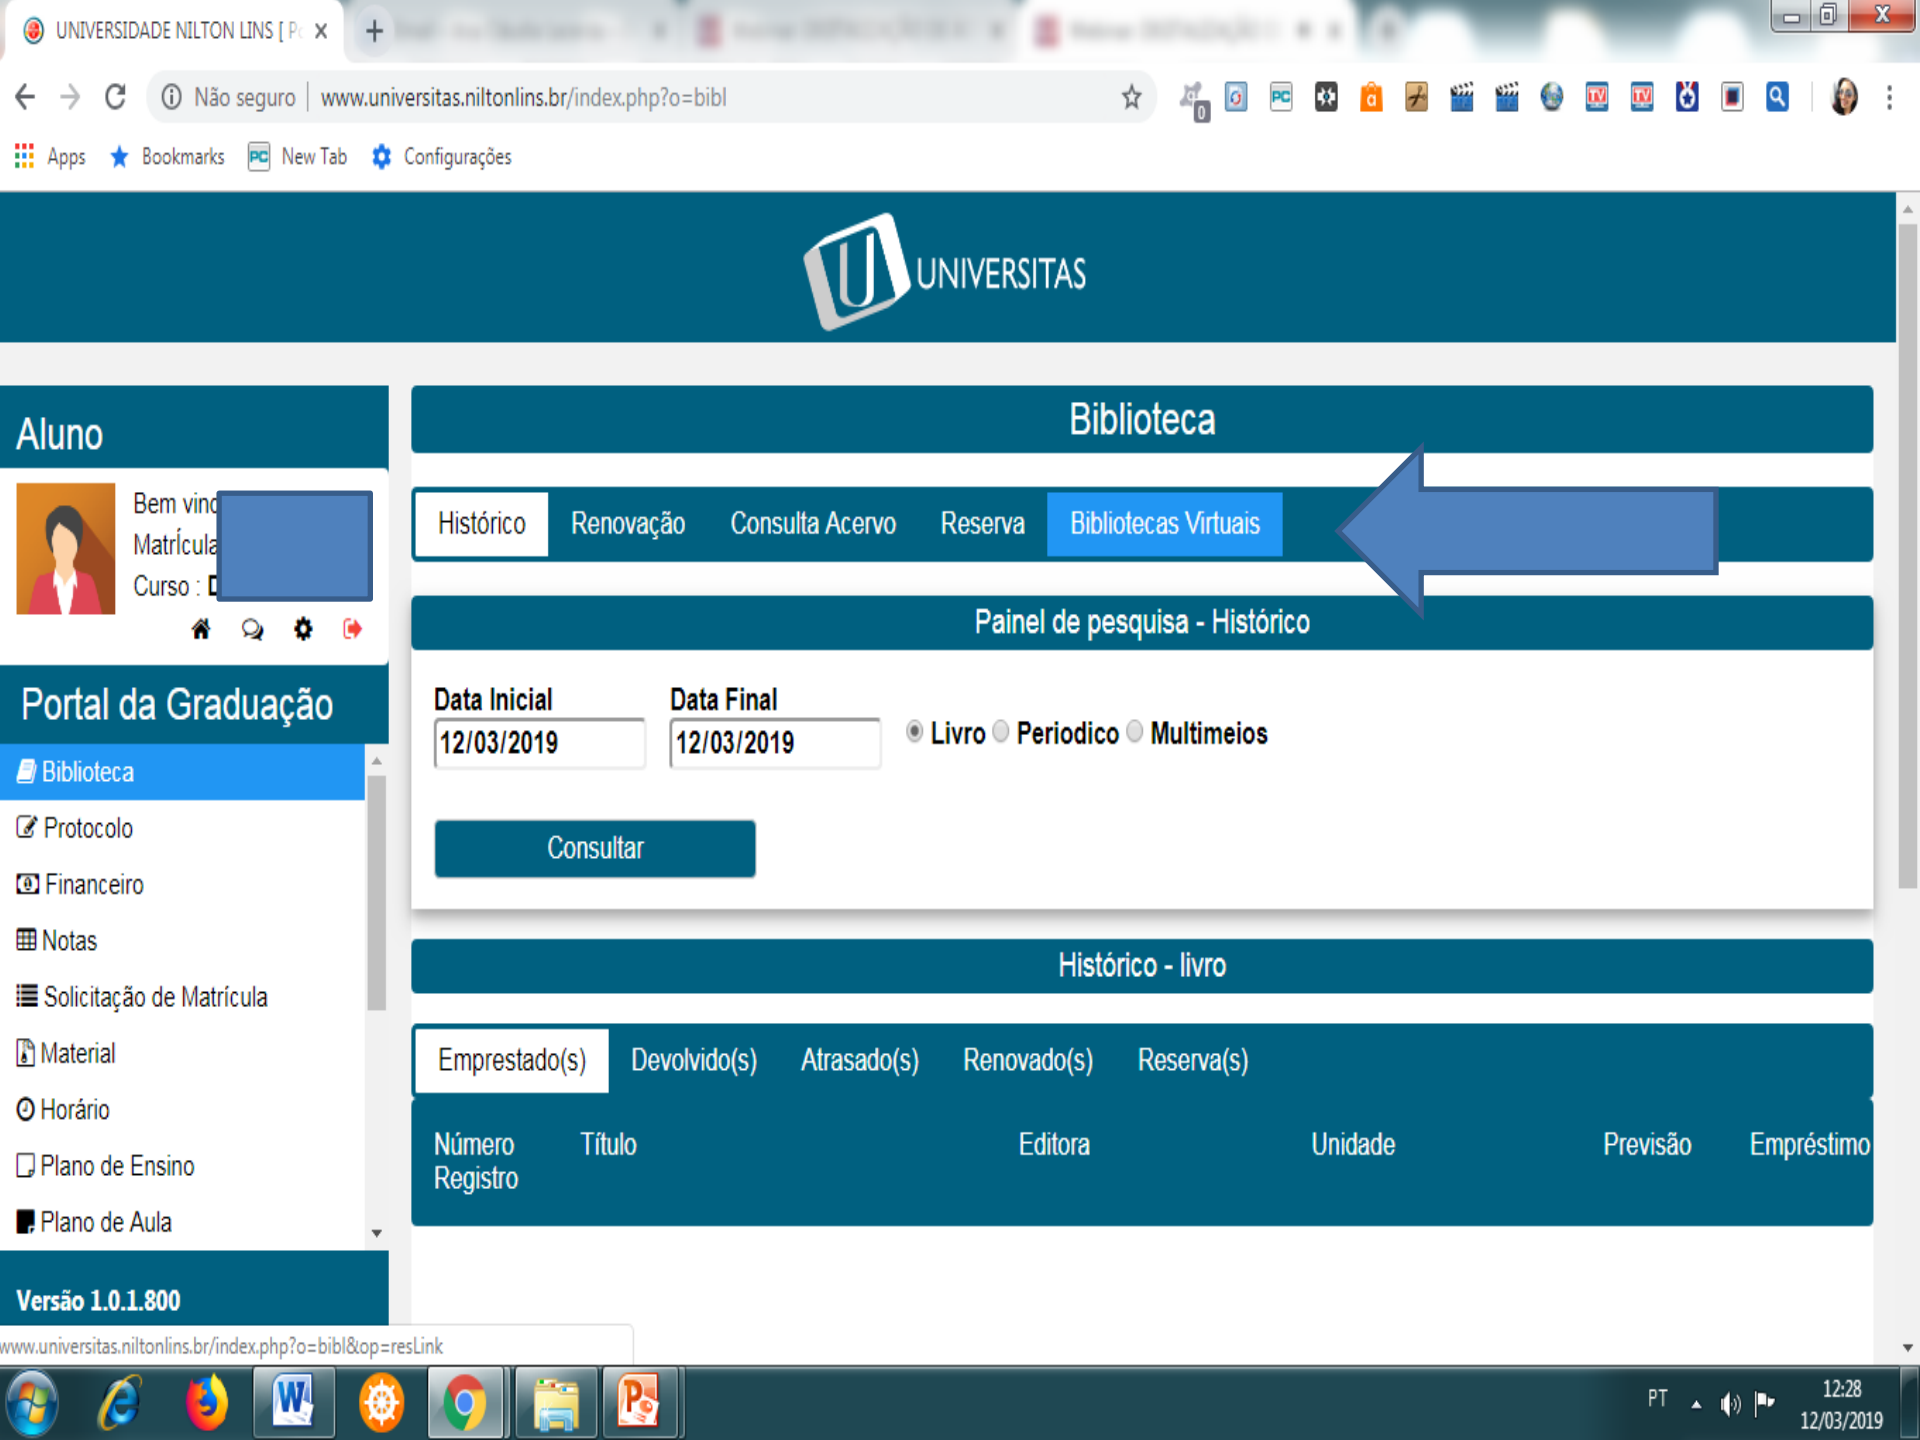 UNIVERSIDADE NILTON LINS [
Não seguro
www.universitas.niltonlins.br/index.php?o=bibl
Apps
Bookmarks
New Tab
Configurações
UNIVERSITAS
Aluno
Bem vind
Matrícula
Curso :
Portal da Graduação
Biblioteca
Protocolo
Financeiro
Notas
Solicitação de Matrícula
Material
Horário
Plano de Ensino
Plano de Aula
Versão 1.0.1.800
Biblioteca
Histórico
Renovação
Consulta Acervo
Reserva
Bibliotecas Virtuais
Painel de pesquisa - Histórico
Data Inicial
Data Final
12/03/2019
12/03/2019
Livro
Periodico
Multimeios
Consultar
Histórico - livro
Emprestado(s)
Devolvido(s)
Atrasado(s)
Renovado(s)
Reserva(s)
Número
Registro
Título
Editora
Unidade
Previsão
Empréstimo
www.universitas.niltonlins.br/index.php?o=bibl&op=resLink
PT
12:28
12/03/2019